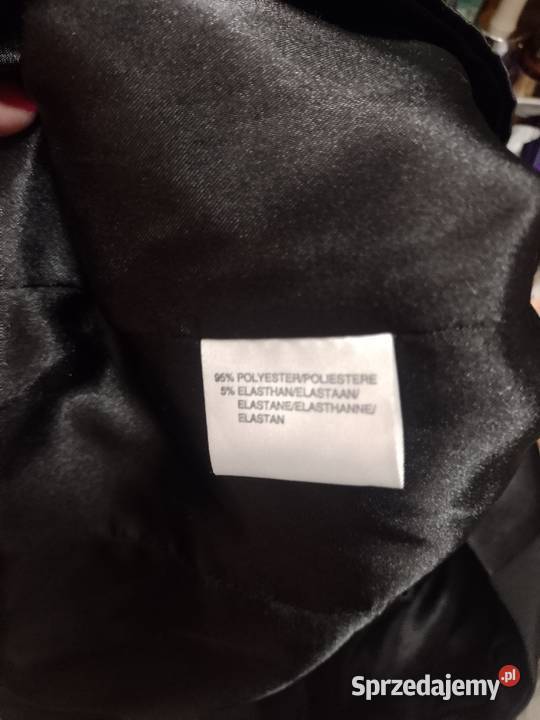 95% POLYESTER/POLIESTERE
5% ELASTHAN/ELASTAAN/
ELASTANE/ELASTHANNE/
ELASTAN
Sprzedajemy.pl